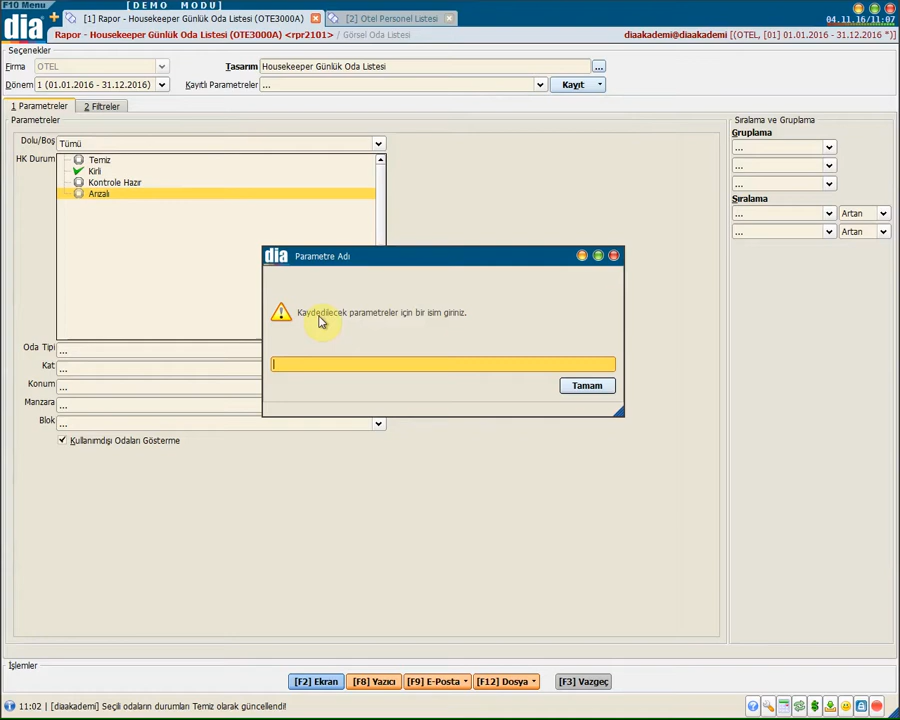 F10 Menu
[ D E M O  M O D U ]
dia
[1] Rapor - Housekeeper Günlük Oda Listesi (OTE3000A)
[2] Otel Personel Listesi
04.11.16/11:07
Rapor - Housekeeper Günlük Oda Listesi (OTE3000A) <rpr2101> / Görsel Oda Listesi
diaakademi@diaakademi [(OTEL, [01] 01.01.2016 - 31.12.2016 *)]
Seçenekler
Firma OTEL
Tasarım Housekeeper Günlük Oda Listesi ...
Dönem 1 (01.01.2016 - 31.12.2016)
Kayıtlı Parametreler ...
Kayıt
1 Parametreler
2 Filtreler
Parametreler
Sıralama ve Gruplama
Dolu/Boş Tümü
HK Durum
Temiz
Kirli
Kontrole Hazır
Arızalı
Gruplama
...
...
...
Sıralama
... Artan
... Artan
dia Parametre Adı
Kaydedilecek parametreler için bir isim giriniz.
Tamam
Oda Tipi ...
Kat ...
Konum ...
Manzara ...
Blok ...
Kullanımdışı Odaları Gösterme
İşlemler
[F2] Ekran
[F8] Yazıcı
[F9] E-Posta
[F12] Dosya
[F3] Vazgeç
11:02 | [diaakademi] Seçili odaların durumları Temiz olarak güncellendi!